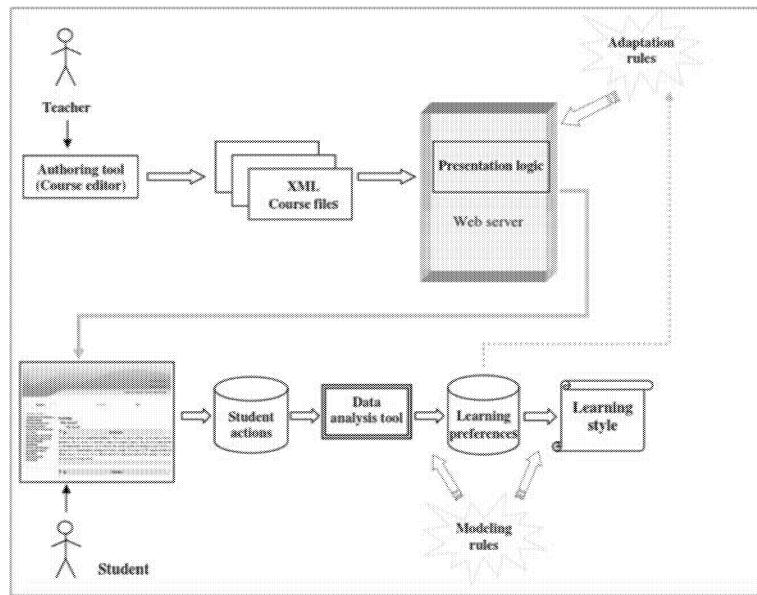 Adaptation
rules
Teacher
Authoring tool
(Course editor)
XML
Course files
Presentation logic
Web server
Student
actions
Data
analysis tool
Learning
preferences
Learning
style
Modeling
rules
Student